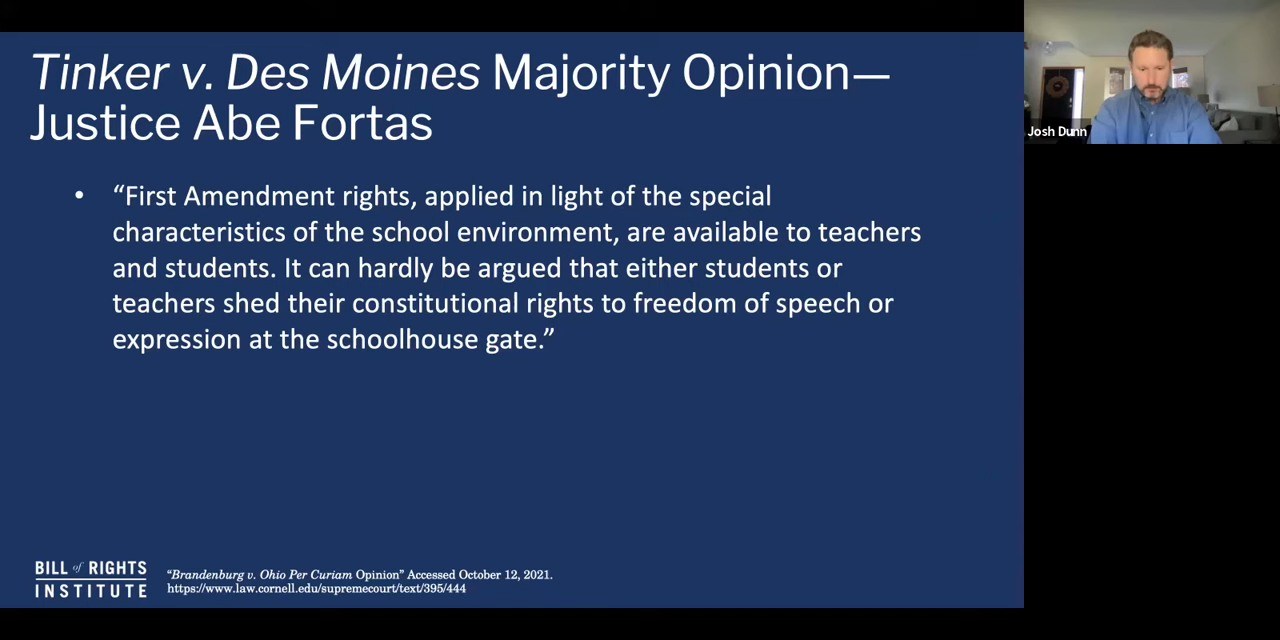 Tinker v. Des Moines Majority Opinion—
Justice Abe Fortas
• “First Amendment rights, applied in light of the special
characteristics of the school environment, are available to teachers
and students. It can hardly be argued that either students or
teachers shed their constitutional rights to freedom of speech or
expression at the schoolhouse gate.”
BILL of RIGHTS
INSTITUTE
“Brandenburg v. Ohio Per Curiam Opinion” Accessed October 12, 2021.
https://www.law.cornell.edu/supremecourt/text/395/444
Josh Dunn